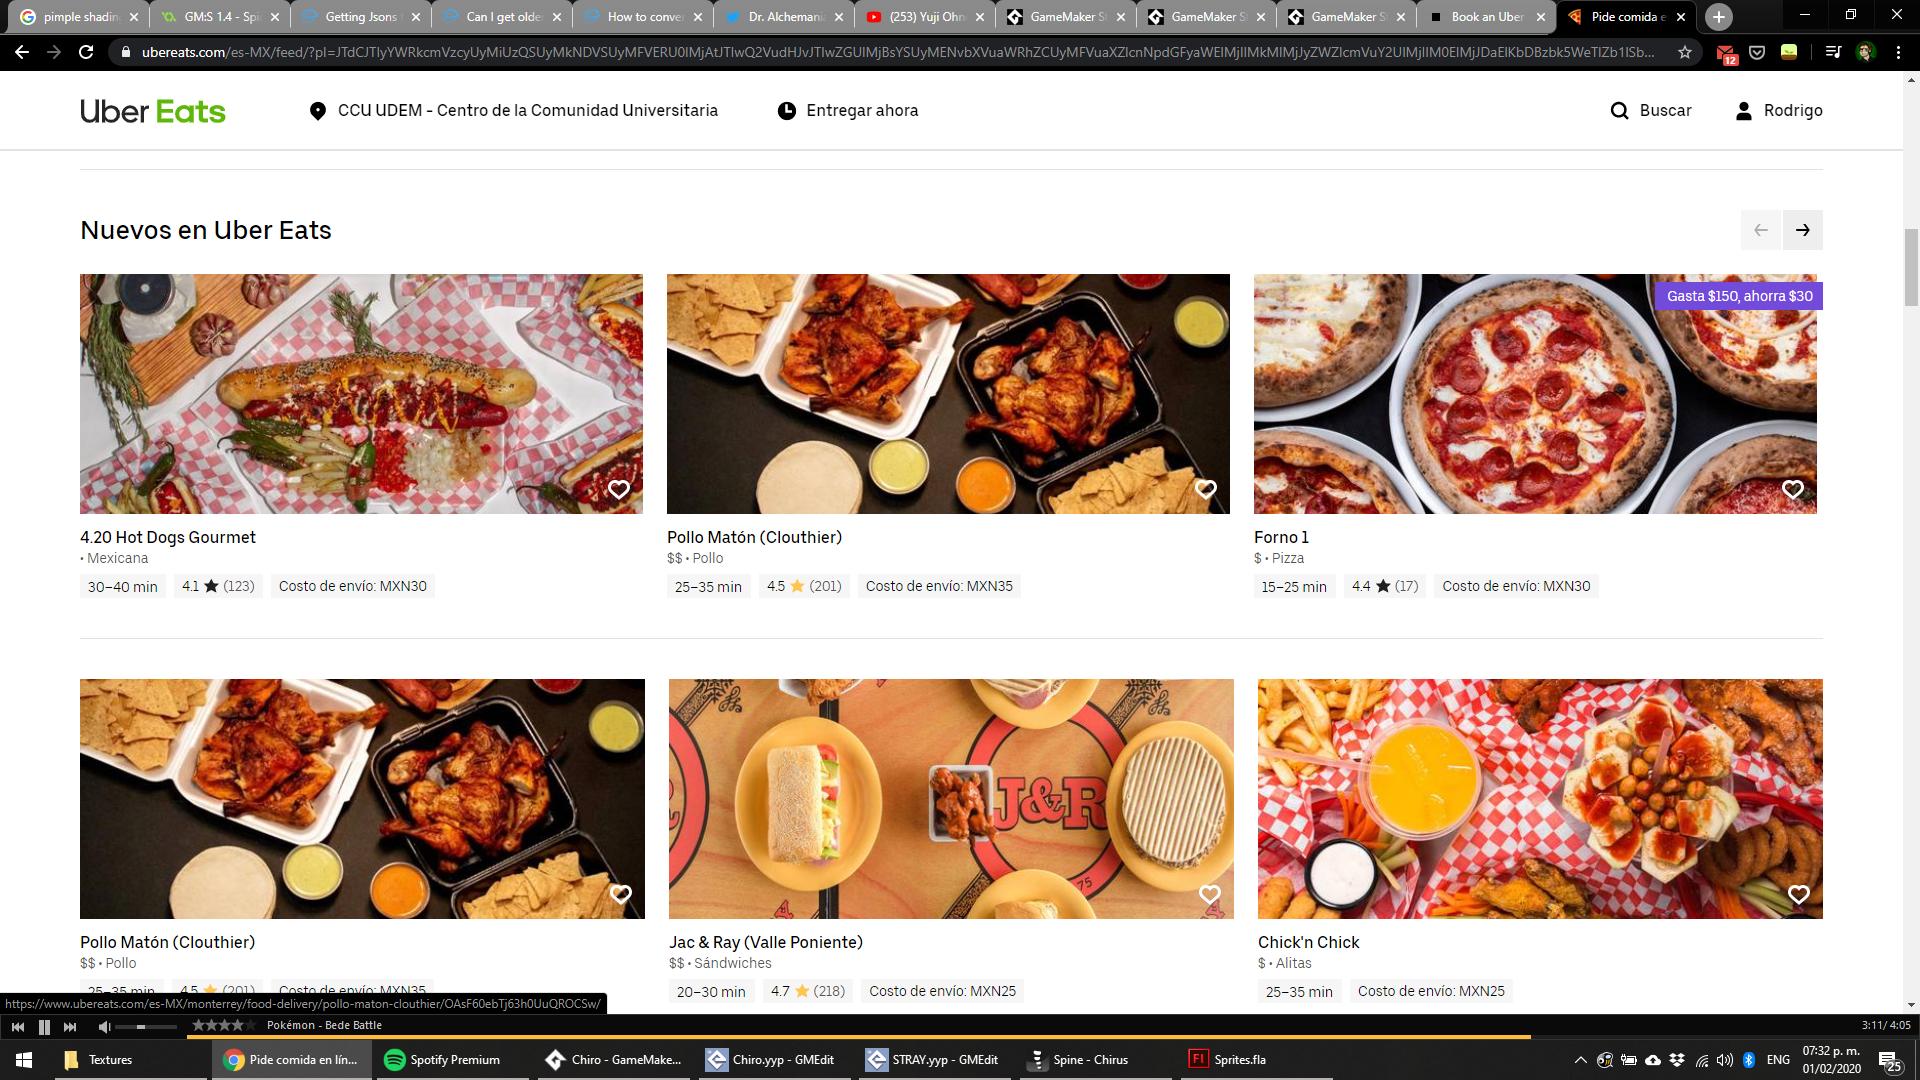 pimple shadin
GM:S 1.4 - Spi
Getting Jsons
Can I get olde
How to conve
Dr. Alchemani
(253) Yuji Ohn
GameMaker S
GameMaker S
GameMaker S
Book an Uber
Pide comida e
12
Uber Eats
CCU UDEM - Centro de la Comunidad Universitaria
Entregar ahora
Buscar
Rodrigo
Nuevos en Uber Eats
Gasta $150, ahorra $30
4.20 Hot Dogs Gourmet
• Mexicana
30–40 min 4.1 ★ (123) Costo de envío: MXN30
Pollo Matón (Clouthier)
$$ • Pollo
25–35 min 4.5 ★ (201) Costo de envío: MXN35
Forno 1
$ • Pizza
15–25 min 4.4 ★ (17) Costo de envío: MXN30
J&R
75
Pollo Matón (Clouthier)
$$ • Pollo
25–35 min 4.5 ★ (201) Costo de envío: MXN35
Jac & Ray (Valle Poniente)
$$ • Sándwiches
20–30 min 4.7 ★ (218) Costo de envío: MXN25
Chick'n Chick
$ • Alitas
25–35 min Costo de envío: MXN25
https://www.ubereats.com/es-MX/monterrey/food-delivery/pollo-maton-clouthier/OAsF60ebTj63h0UuQROCSw/
Pokémon - Bede Battle
3:11/ 4:05
Textures
Pide comida en lín...
Spotify Premium
Chiro - GameMake...
Chiro.yyp - GMEdit
STRAY.yyp - GMEdit
Spine - Chirus
Sprites.fla
ENG
07:32 p. m.
01/02/2020
25